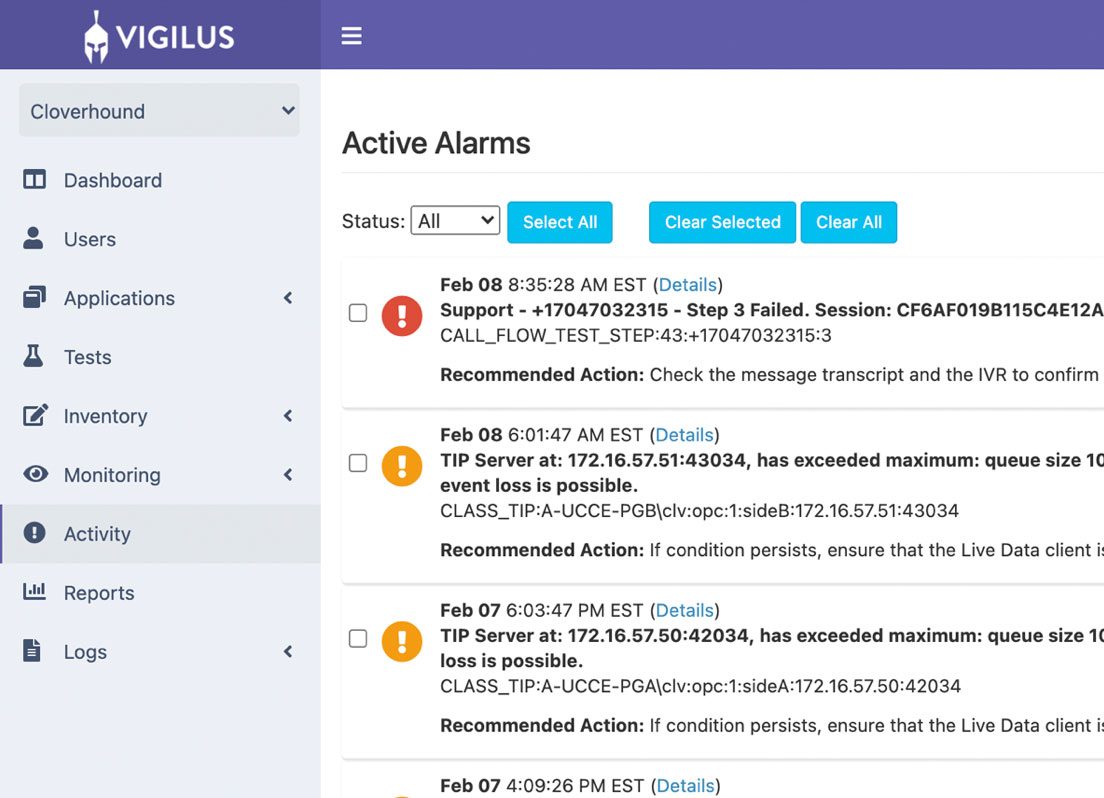 VIGILUS
Cloverhound
Dashboard
Users
Applications
Tests
Inventory
Monitoring
Activity
Reports
Logs
Active Alarms
Status: All Select All Clear Selected Clear All
Feb 08 8:35:28 AM EST (Details)
Support - +17047032315 - Step 3 Failed. Session: CF6AF019B115C4E12A
CALL_FLOW_TEST_STEP:43:+17047032315:3
Recommended Action: Check the message transcript and the IVR to confirm
Feb 08 6:01:47 AM EST (Details)
TIP Server at: 172.16.57.51:43034, has exceeded maximum: queue size 10
event loss is possible.
CLASS_TIP:A-UCCE-PGB\clv:opc:1:sideB:172.16.57.51:43034
Recommended Action: If condition persists, ensure that the Live Data client is
Feb 07 6:03:47 PM EST (Details)
TIP Server at: 172.16.57.50:42034, has exceeded maximum: queue size 10
loss is possible.
CLASS_TIP:A-UCCE-PGA\clv:opc:1:sideA:172.16.57.50:42034
Recommended Action: If condition persists, ensure that the Live Data client is
Feb 07 4:09:26 PM EST (Details)